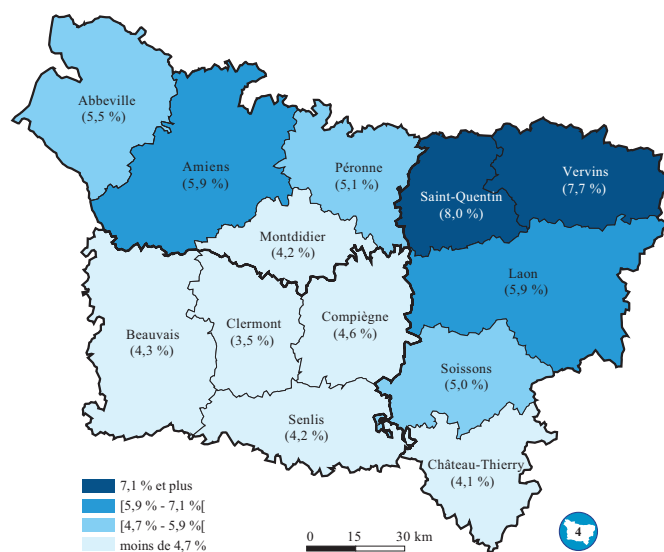 Abbeville
(5,5 %)
Amiens
(5,9 %)
Péronne
(5,1 %)
Saint-Quentin
(8,0 %)
Vervins
(7,7 %)
Montdidier
(4,2 %)
Laon
(5,9 %)
Beauvais
(4,3 %)
Clermont
(3,5 %)
Compiègne
(4,6 %)
Soissons
(5,0 %)
Senlis
(4,2 %)
Château-Thierry
(4,1 %)
7,1 % et plus
[5,9 % - 7,1 %[
[4,7 % - 5,9 %[
moins de 4,7 %
0 15 30 km
4